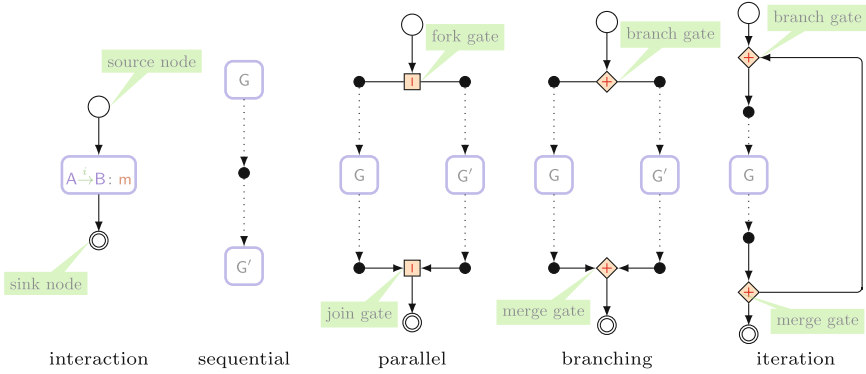 source node
A→B: m
i
sink node
interaction
G
G′
sequential
fork gate
G
G′
join gate
parallel
branch gate
+
G
G′
+
merge gate
branching
branch gate
+
G
+
merge gate
iteration